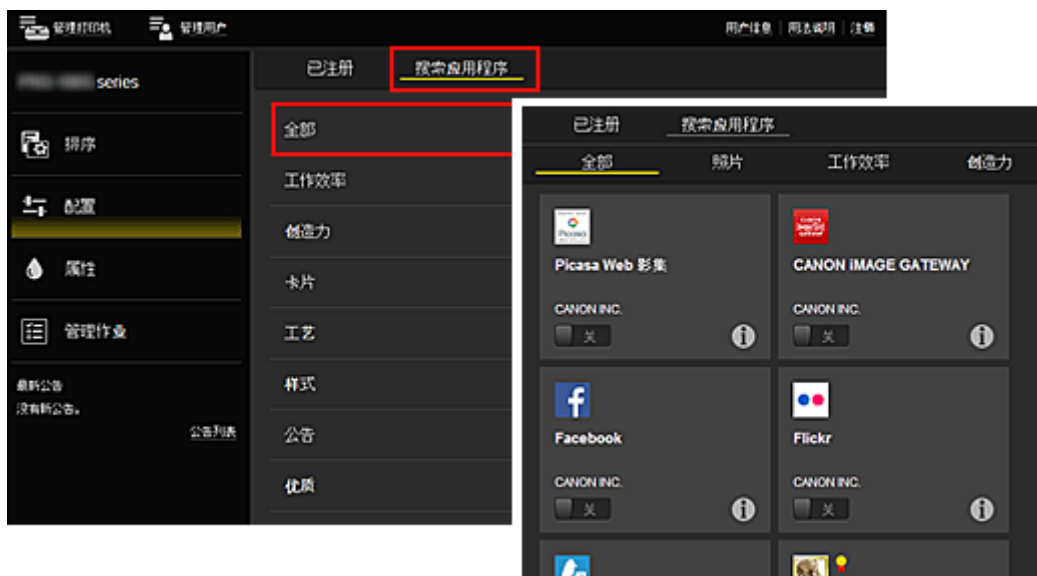 管理打印机
管理用户
用户信息 用法说明 注销
series
排序
配置
属性
管理作业
最新公告
没有新公告。
公告列表
已注册 搜索应用程序
全部
工作效率
创造力
卡片
工艺
样式
公告
优质
已注册 搜索应用程序
全部 照片 工作效率 创造力
Picasa
Picasa Web 影集
CANON INC.
关
CANON iMAGE GATEWAY
CANON INC.
关
Facebook
CANON INC.
关
Flickr
CANON INC.
关